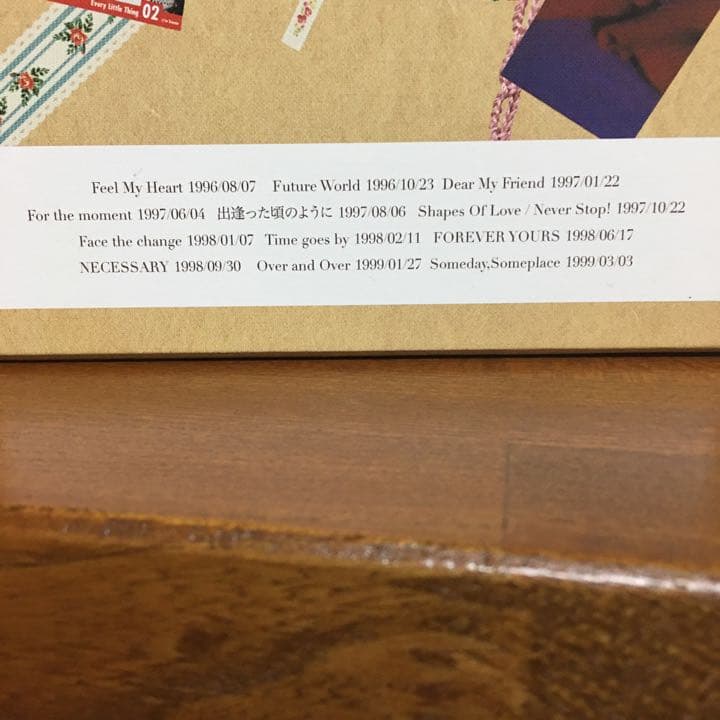 Every Little Thing 02
Feel My Heart 1996/08/07 Future World 1996/10/23 Dear My Friend 1997/01/22
For the moment 1997/06/04 出逢った頃のように 1997/08/06 Shapes Of Love / Never Stop! 1997/10/22
Face the change 1998/01/07 Time goes by 1998/02/11 FOREVER YOURS 1998/06/17
NECESSARY 1998/09/30 Over and Over 1999/01/27 Someday,Someplace 1999/03/03